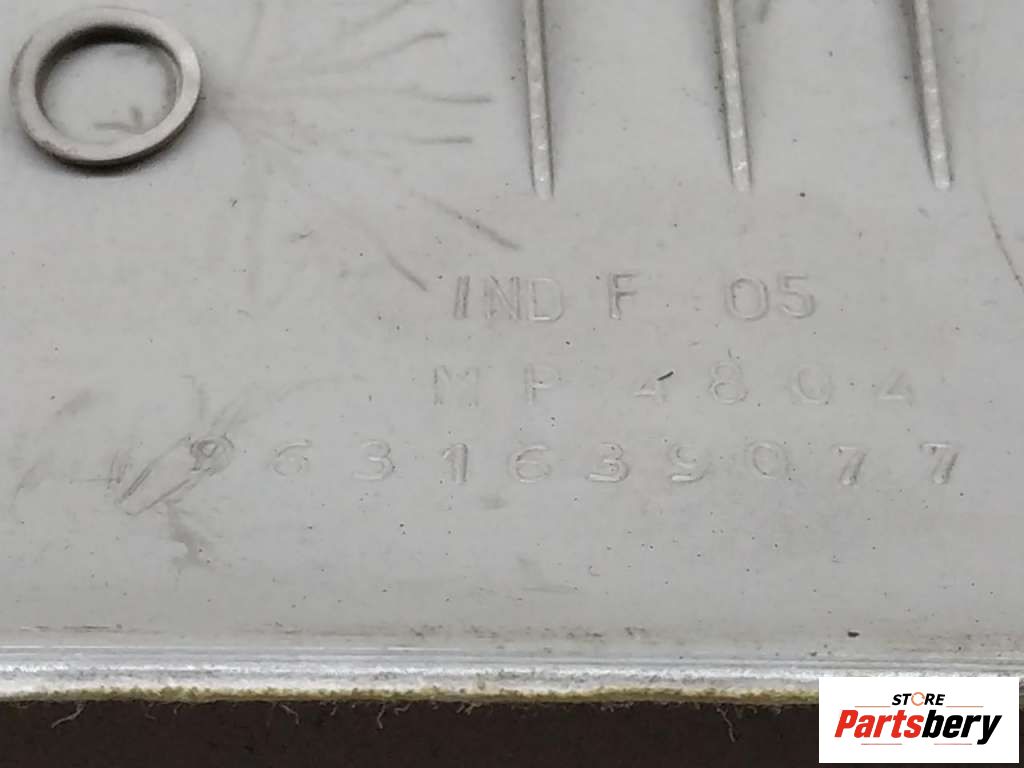 IND F 05
MP 4804
9631639077
STORE
Partsbery